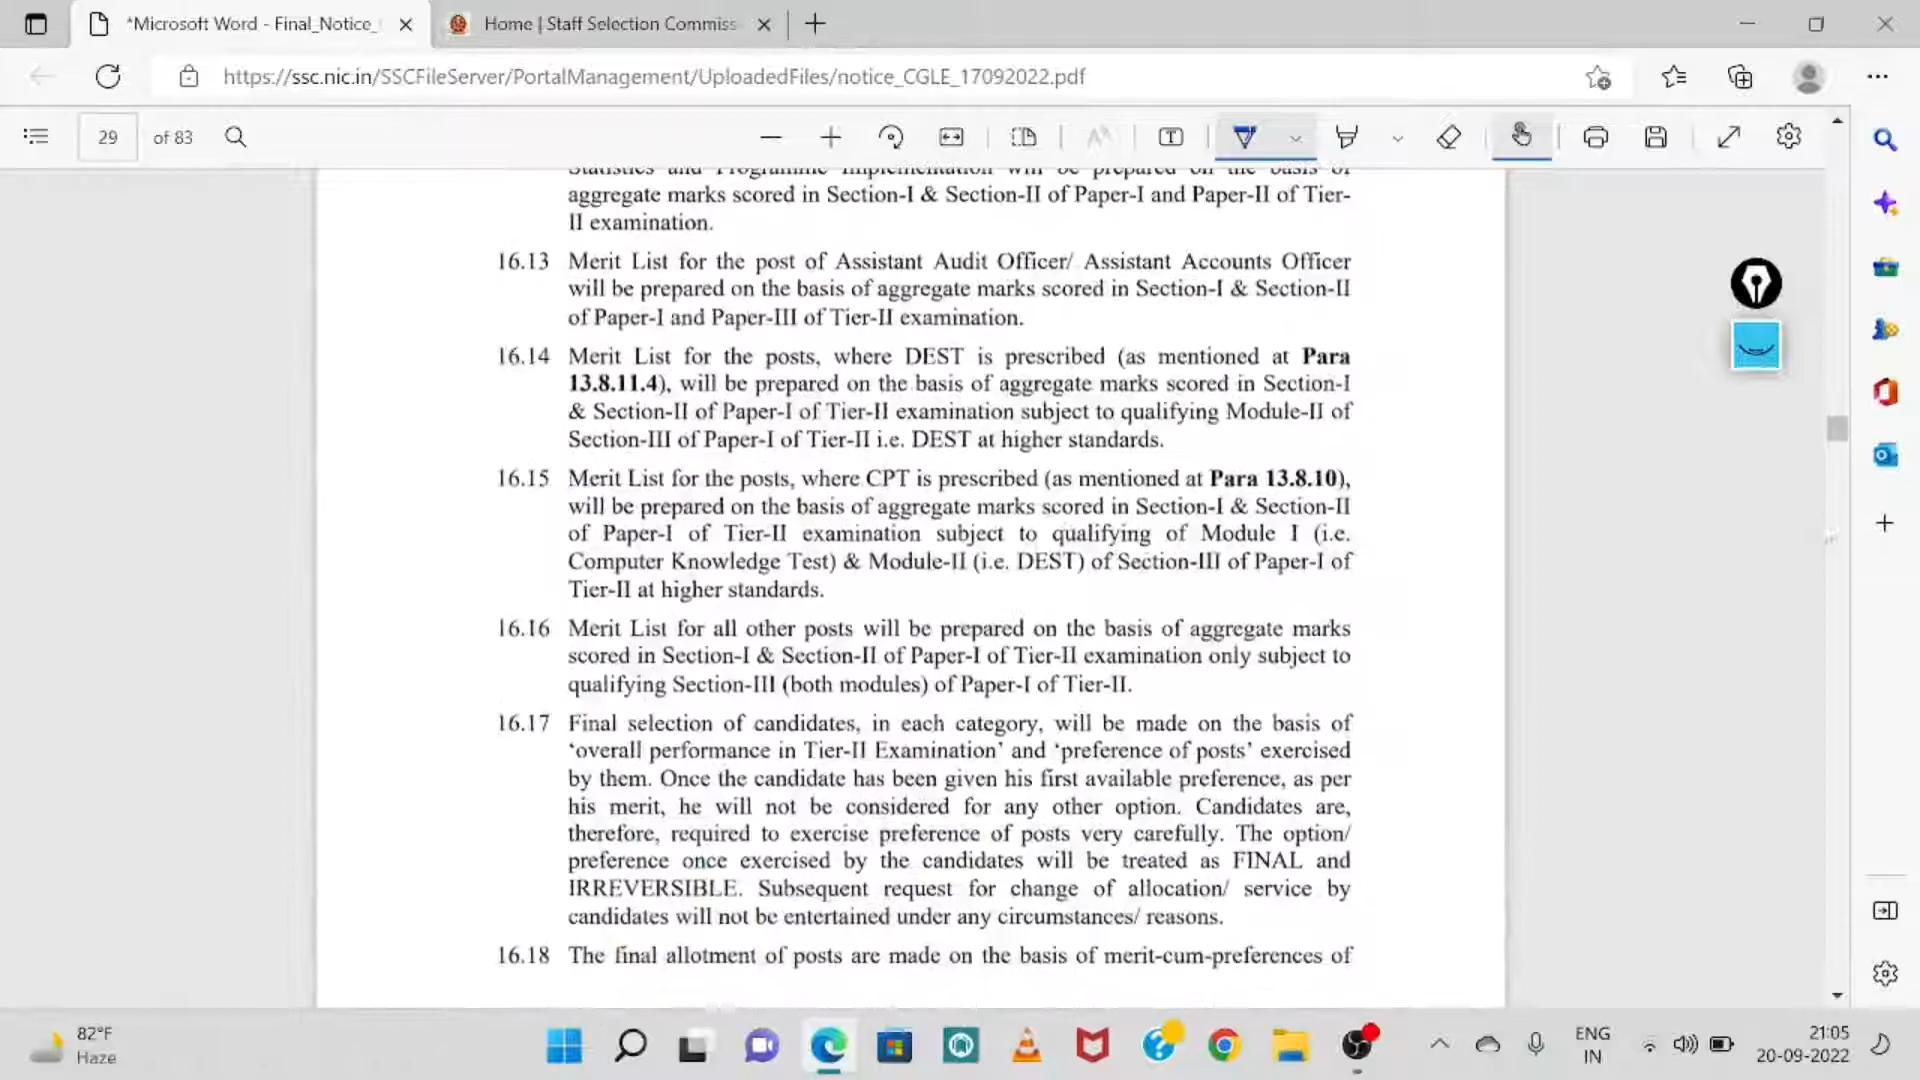 *Microsoft Word - Final_Notice_
Home | Staff Selection Commiss
https://ssc.nic.in/SSCFileServer/PortalManagement/UploadedFiles/notice_CGLE_17092022.pdf
29 of 83
Statistics and Programme Implementation will be prepared on the basis of
aggregate marks scored in Section-I & Section-II of Paper-I and Paper-II of Tier-
II examination.
16.13 Merit List for the post of Assistant Audit Officer/ Assistant Accounts Officer
will be prepared on the basis of aggregate marks scored in Section-I & Section-II
of Paper-I and Paper-III of Tier-II examination.
16.14 Merit List for the posts, where DEST is prescribed (as mentioned at Para
13.8.11.4), will be prepared on the basis of aggregate marks scored in Section-I
& Section-II of Paper-I of Tier-II examination subject to qualifying Module-II of
Section-III of Paper-I of Tier-II i.e. DEST at higher standards.
16.15 Merit List for the posts, where CPT is prescribed (as mentioned at Para 13.8.10),
will be prepared on the basis of aggregate marks scored in Section-I & Section-II
of Paper-I of Tier-II examination subject to qualifying of Module I (i.e.
Computer Knowledge Test) & Module-II (i.e. DEST) of Section-III of Paper-I of
Tier-II at higher standards.
16.16 Merit List for all other posts will be prepared on the basis of aggregate marks
scored in Section-I & Section-II of Paper-I of Tier-II examination only subject to
qualifying Section-III (both modules) of Paper-I of Tier-II.
16.17 Final selection of candidates, in each category, will be made on the basis of
‘overall performance in Tier-II Examination’ and ‘preference of posts’ exercised
by them. Once the candidate has been given his first available preference, as per
his merit, he will not be considered for any other option. Candidates are,
therefore, required to exercise preference of posts very carefully. The option/
preference once exercised by the candidates will be treated as FINAL and
IRREVERSIBLE. Subsequent request for change of allocation/ service by
candidates will not be entertained under any circumstances/ reasons.
16.18 The final allotment of posts are made on the basis of merit-cum-preferences of
82°F
Haze
ENG
IN
21:05
20-09-2022